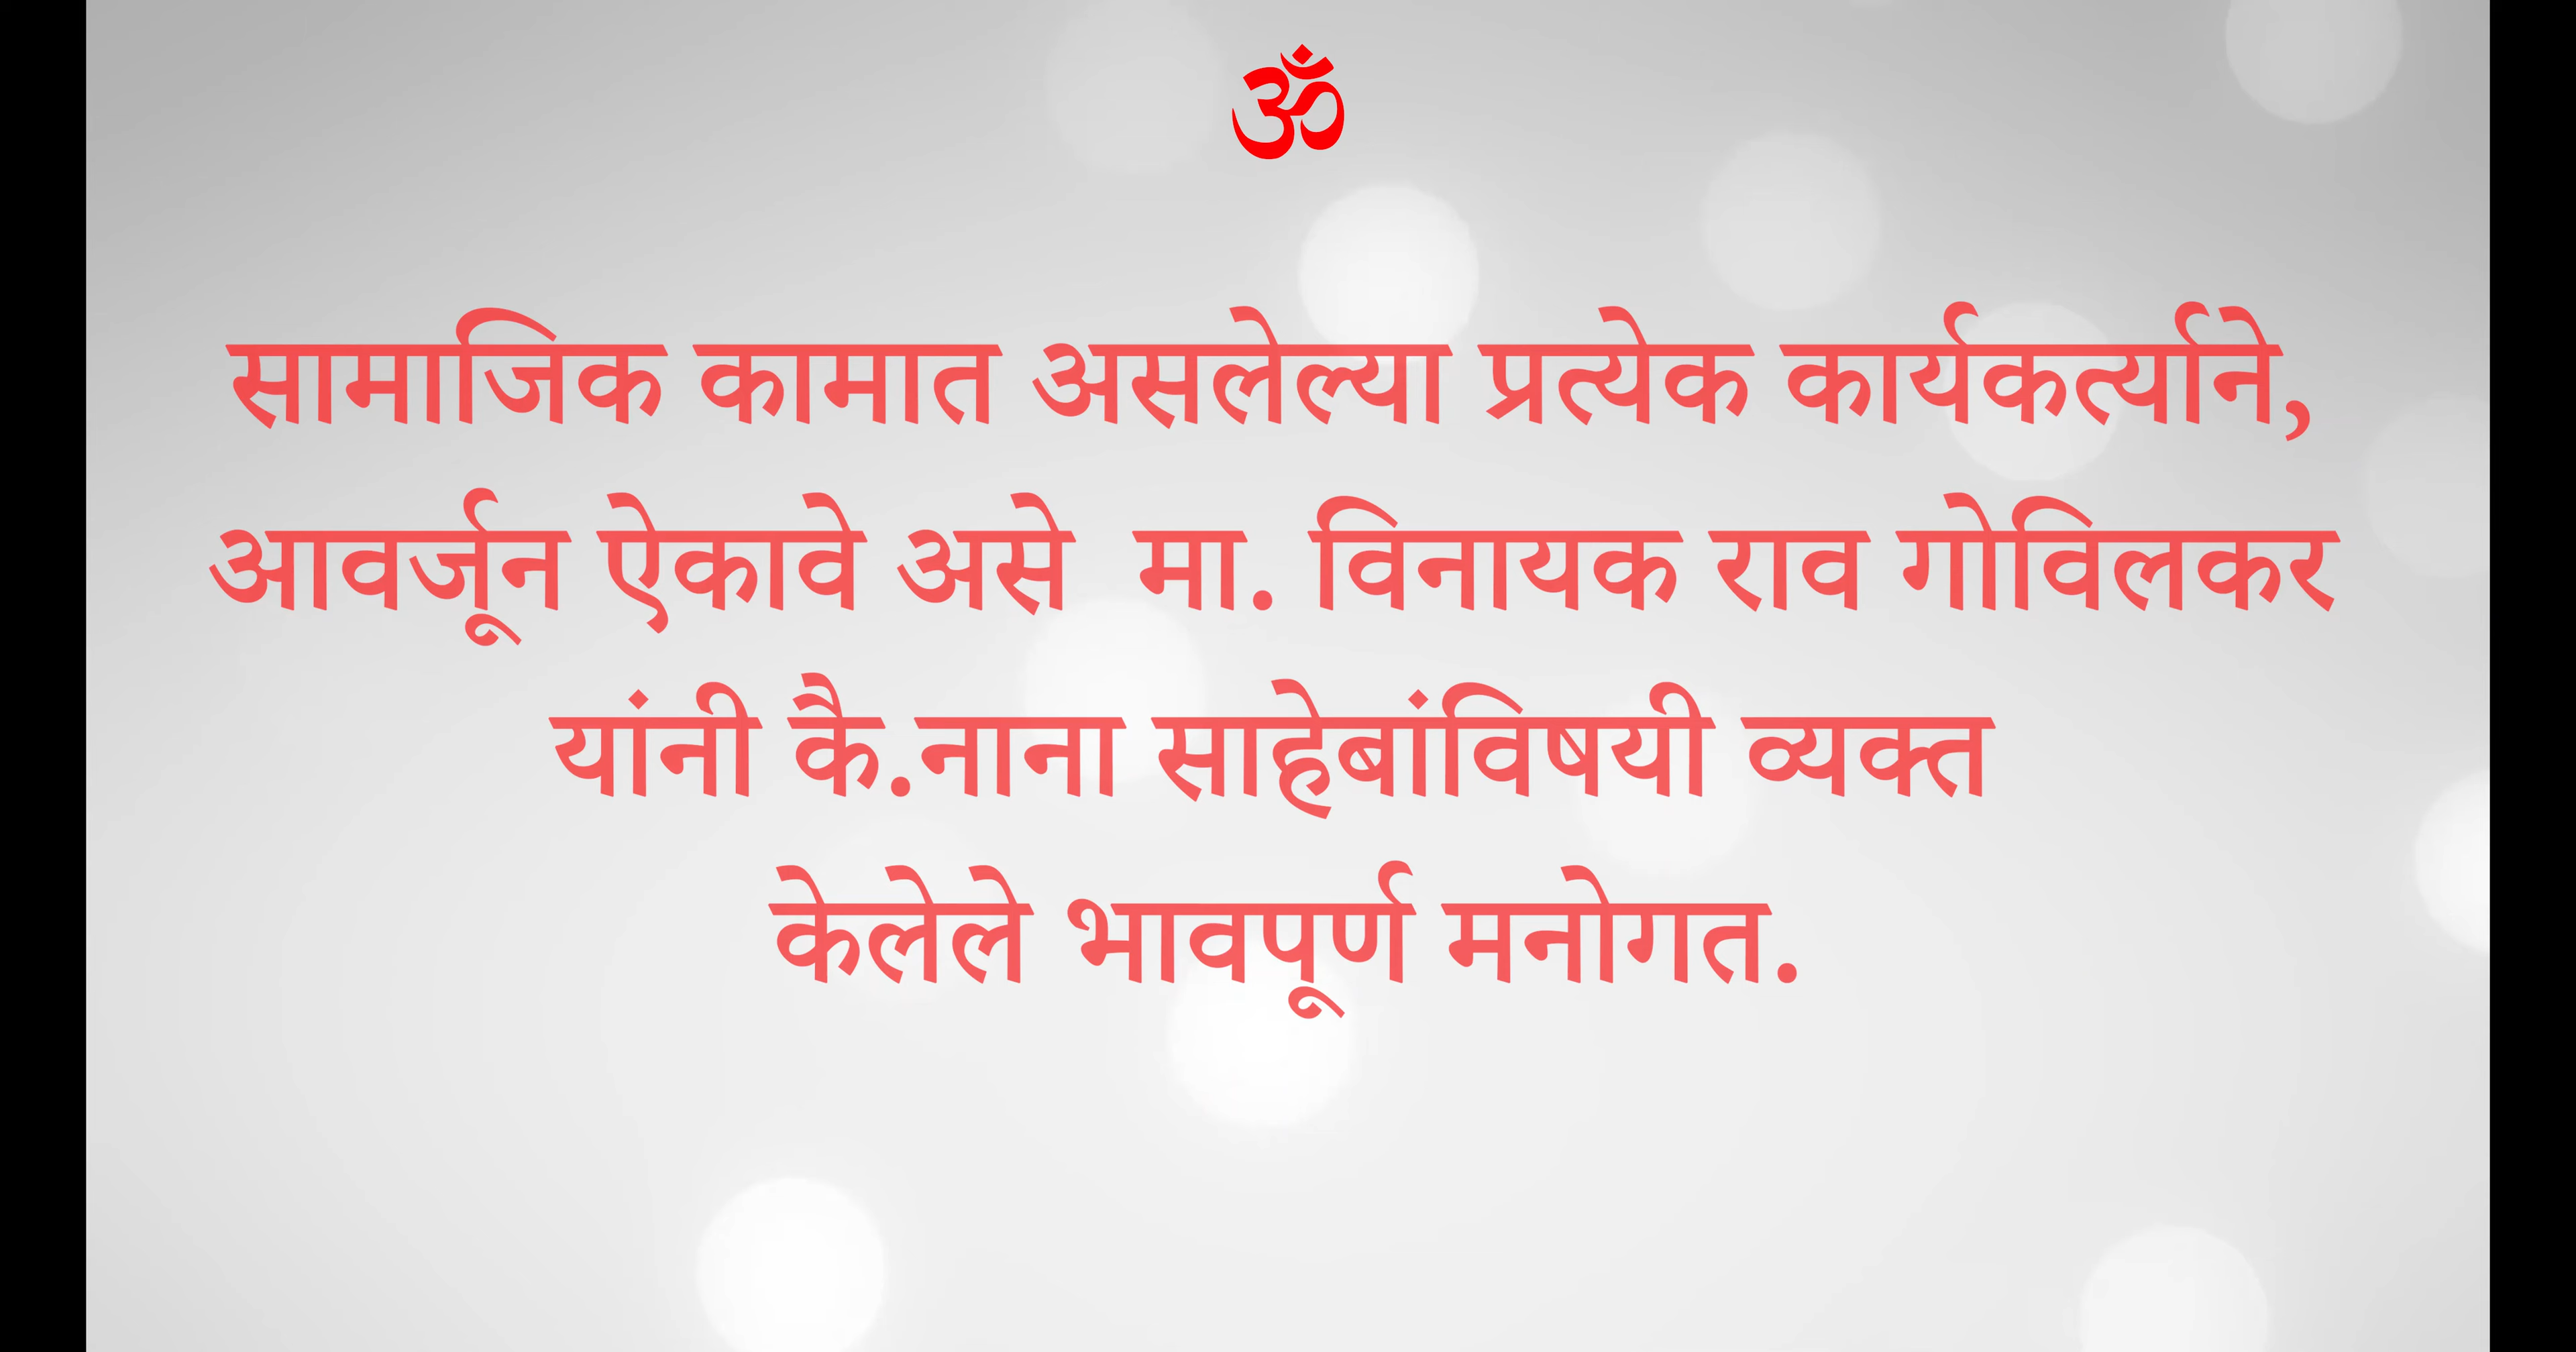 ॐ
सामाजिक कामात असलेल्या प्रत्येक कार्यकर्त्याने,
आवर्जून ऐकावे असे  मा. विनायक राव गोविलकर
यांनी कै.नाना साहेबांविषयी व्यक्त
केलेले भावपूर्ण मनोगत.